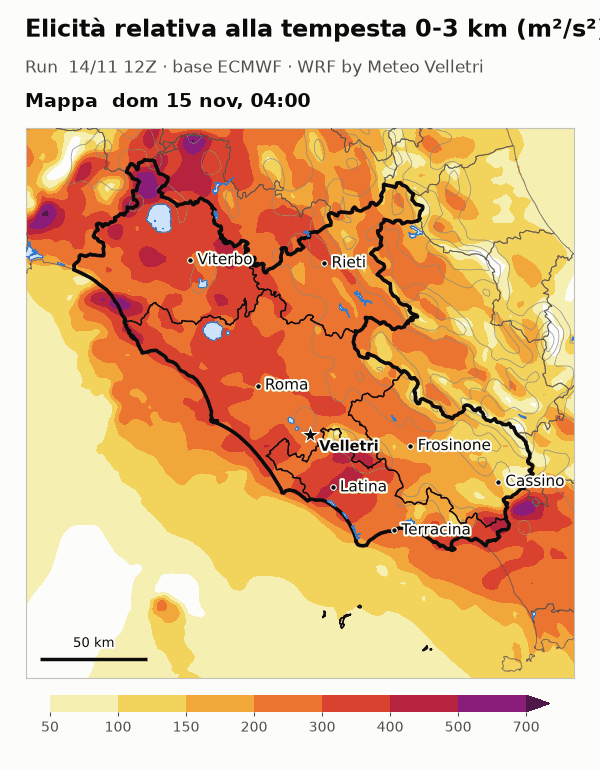 Elicità relativa alla tempesta 0-3 km (m²/s²)
Run 14/11 12Z · base ECMWF · WRF by Meteo Velletri
Mappa dom 15 nov, 04:00
Viterbo
Rieti
Roma
Velletri
Frosinone
Cassino
Latina
Terracina
50 km
50 100 150 200 300 400 500 700